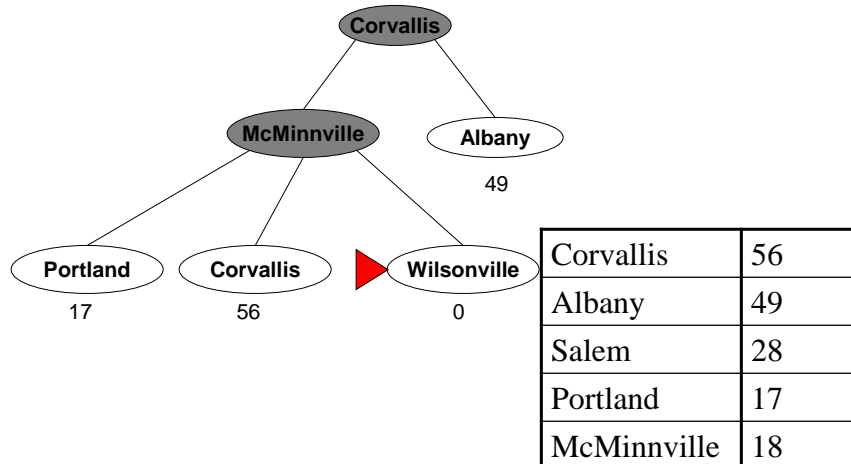 Corvallis
McMinnville
Albany
49
Portland
Corvallis
Wilsonville
17
56
0
Corvallis 56
Albany 49
Salem 28
Portland 17
McMinnville 18